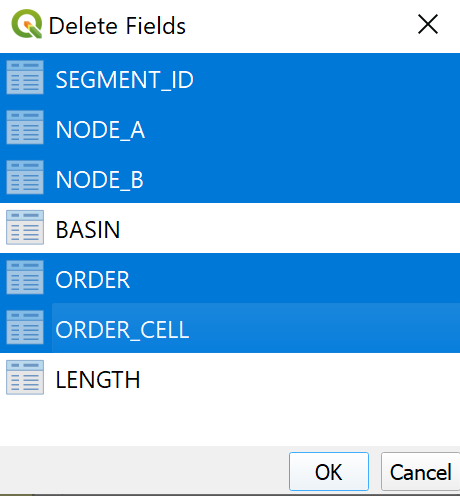 Delete Fields
SEGMENT_ID
NODE_A
NODE_B
BASIN
ORDER
ORDER_CELL
LENGTH
OK
Cancel